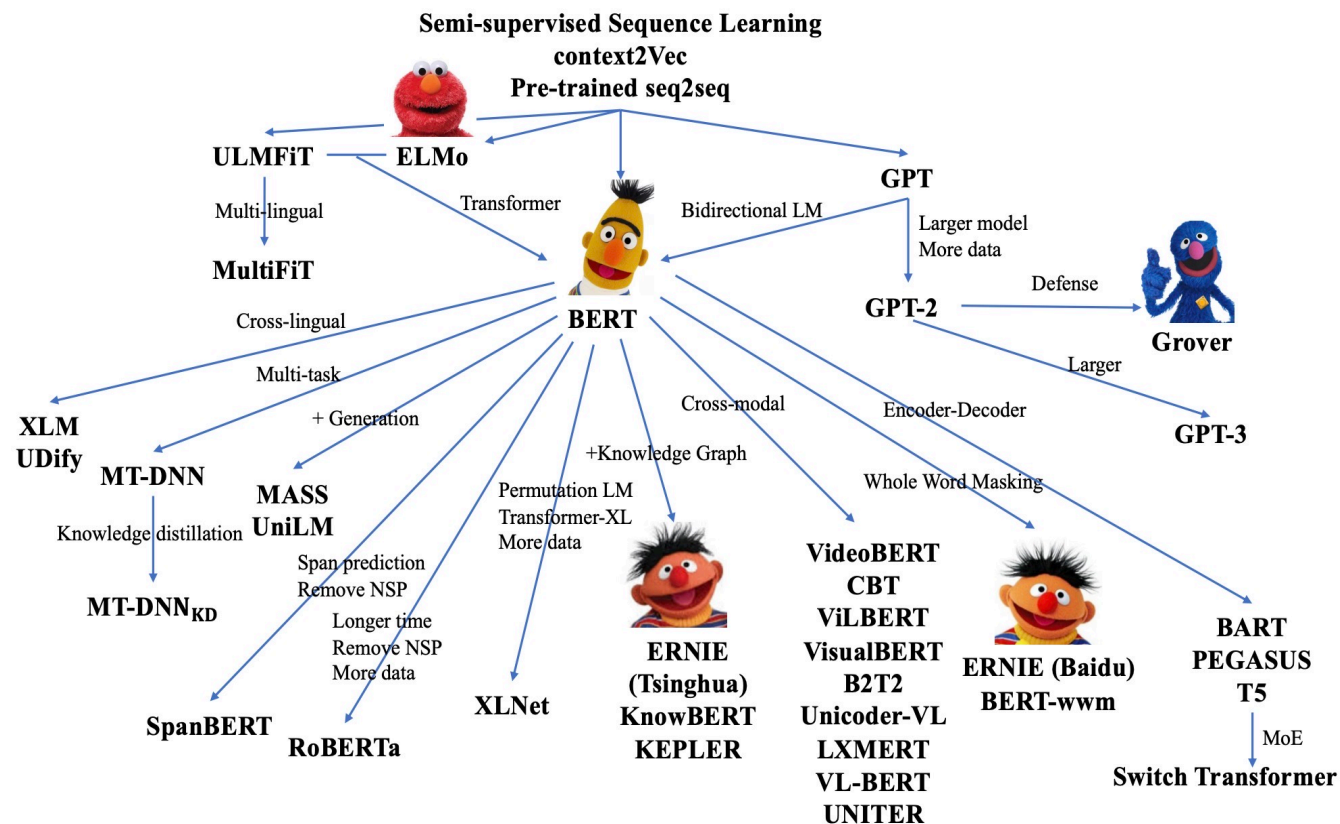 Semi-supervised Sequence Learning
context2Vec
Pre-trained seq2seq
ULMFiT
ELMo
GPT
Multi-lingual
Transformer
Bidirectional LM
Larger model
More data
MultiFiT
Defense
BERT
GPT-2
Grover
Cross-lingual
Multi-task
+ Generation
Larger
Cross-modal
Encoder-Decoder
XLM
UDify
GPT-3
MT-DNN
+Knowledge Graph
Whole Word Masking
MASS
UniLM
Permutation LM
Transformer-XL
More data
Knowledge distillation
Span prediction
Remove NSP
MT-DNNKD
Longer time
Remove NSP
More data
VideoBERT
CBT
ViLBERT
VisualBERT
B2T2
Unicoder-VL
LXMERT
VL-BERT
UNITER
ERNIE
(Tsinghua)
KnowBERT
KEPLER
ERNIE (Baidu)
BERT-wwm
BART
PEGASUS
T5
SpanBERT
RoBERTa
XLNet
MoE
Switch Transformer